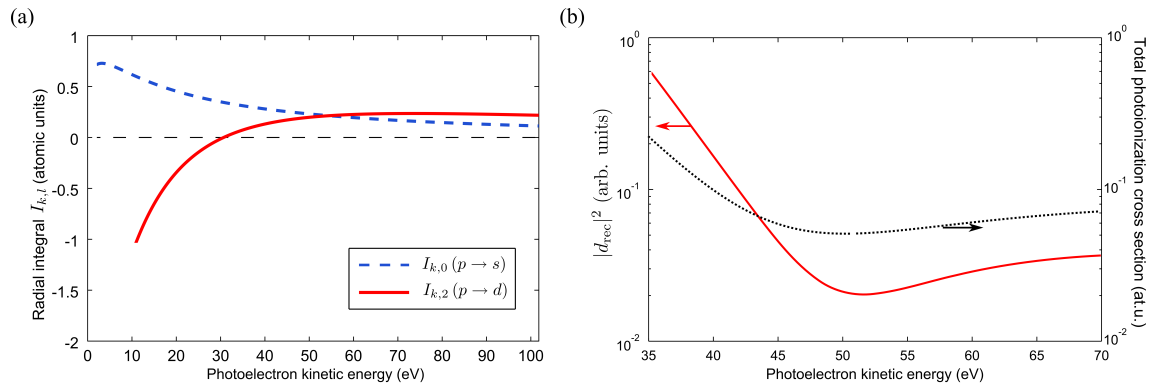 (a)
1
0.5
0
-0.5
-1
-1.5
-2
Radial integral I_{k,l} (atomic units)
I_{k,0} (p → s)
I_{k,2} (p → d)
0 10 20 30 40 50 60 70 80 90 100
Photoelectron kinetic energy (eV)
(b)
10^0
10^{-1}
10^{-2}
|d_{rec}|^2 (arb. units)
10^0
10^{-1}
10^{-2}
Total photoionization cross section (at.u.)
35 40 45 50 55 60 65 70
Photoelectron kinetic energy (eV)